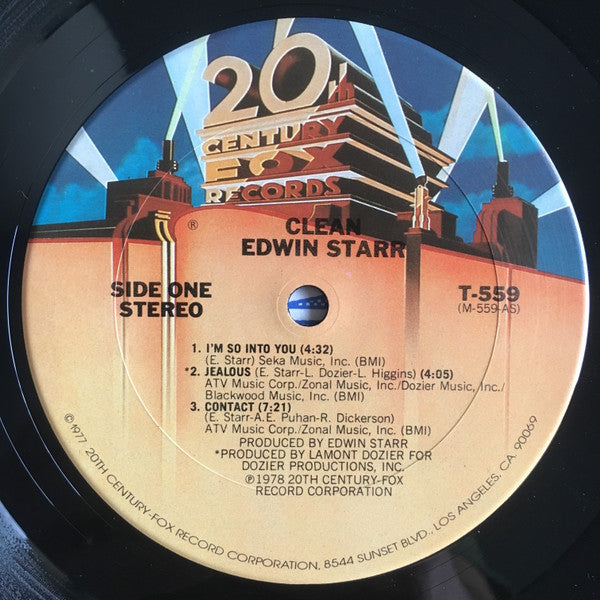 20th
CENTURY
FOX
RECORDS
®
CLEAN
EDWIN STARR
SIDE ONE
STEREO
T-559
(M-559-AS)
1. I'M SO INTO YOU (4:32)
(E. Starr) Seka Music, Inc. (BMI)
*2. JEALOUS (E. Starr-L. Dozier-L. Higgins) (4:05)
ATV Music Corp./Zonal Music, Inc./Dozier Music, Inc./
Blackwood Music, Inc. (BMI)
3. CONTACT (7:21)
(E. Starr-A.E. Puhan-R. Dickerson)
ATV Music Corp./Zonal Music, Inc. (BMI)
PRODUCED BY EDWIN STARR
*PRODUCED BY LAMONT DOZIER FOR
DOZIER PRODUCTIONS, INC.
℗1978 20TH CENTURY-FOX
RECORD CORPORATION
©1977 20TH CENTURY-FOX RECORD CORPORATION, 8544 SUNSET BLVD., LOS ANGELES, CA. 90069